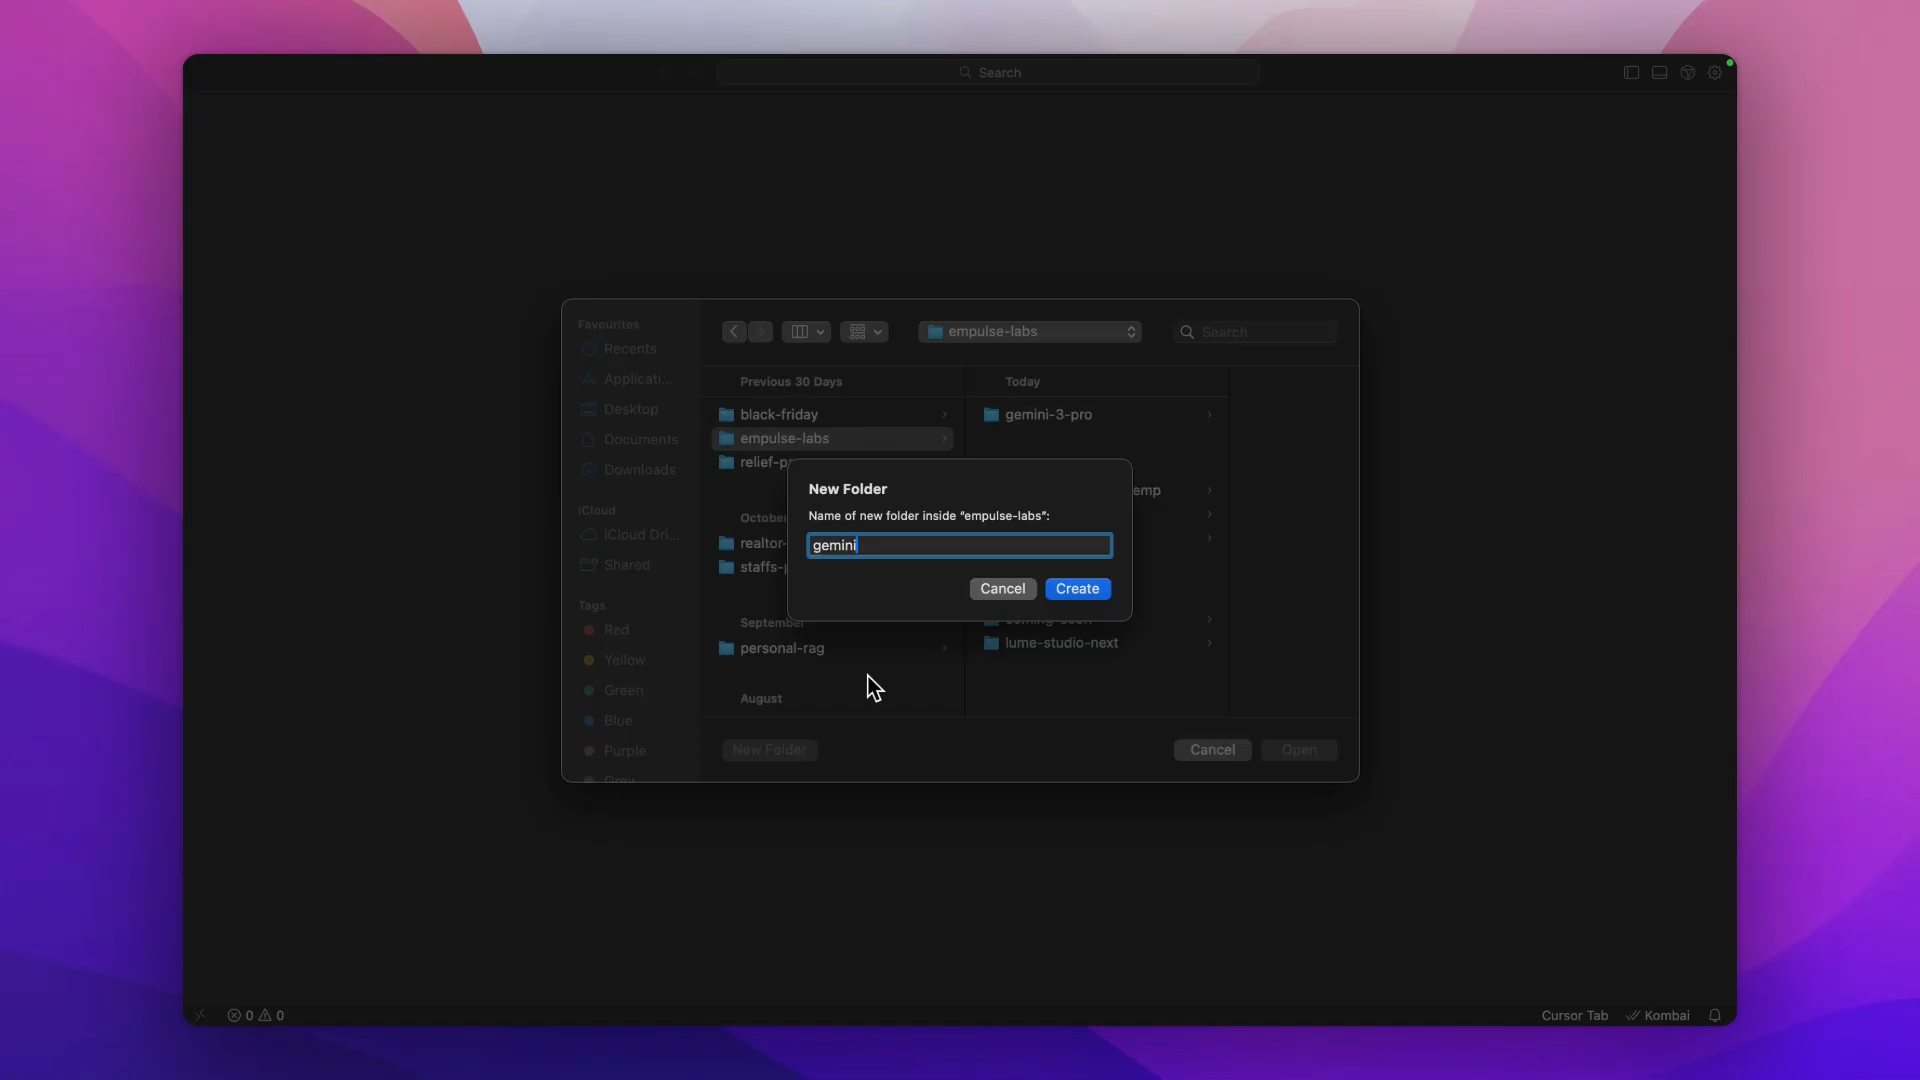 Search
Favourites
Recents
Applicati...
Desktop
Documents
Downloads
iCloud
iCloud Dri...
Shared
Tags
Red
Yellow
Green
Blue
Purple
Grey
empulse-labs
Search
Previous 30 Days
black-friday
empulse-labs
relief-p
October
realtor-
staffs-
September
personal-rag
August
Today
gemini-3-pro
emp
lume-studio-next
New Folder
Name of new folder inside “empulse-labs”:
gemini
Cancel
Create
New Folder
Cancel
Open
0
0
Cursor Tab
Kombai